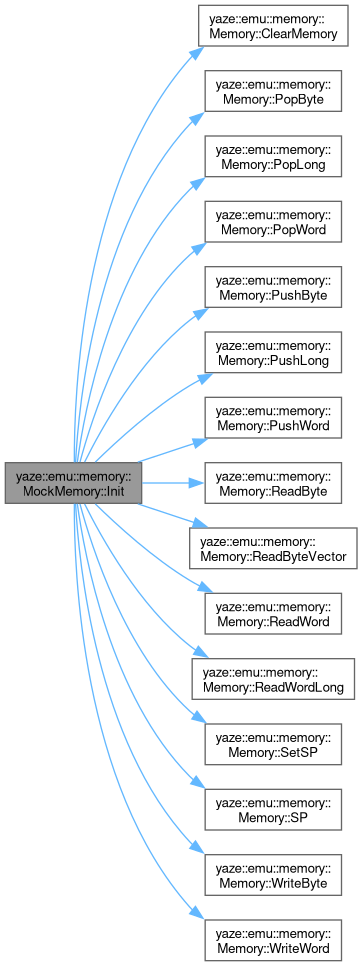 yaze::emu::memory::
Memory::ClearMemory
yaze::emu::memory::
Memory::PopByte
yaze::emu::memory::
Memory::PopLong
yaze::emu::memory::
Memory::PopWord
yaze::emu::memory::
Memory::PushByte
yaze::emu::memory::
Memory::PushLong
yaze::emu::memory::
Memory::PushWord
yaze::emu::memory::
MockMemory::Init
yaze::emu::memory::
Memory::ReadByte
yaze::emu::memory::
Memory::ReadByteVector
yaze::emu::memory::
Memory::ReadWord
yaze::emu::memory::
Memory::ReadWordLong
yaze::emu::memory::
Memory::SetSP
yaze::emu::memory::
Memory::SP
yaze::emu::memory::
Memory::WriteByte
yaze::emu::memory::
Memory::WriteWord